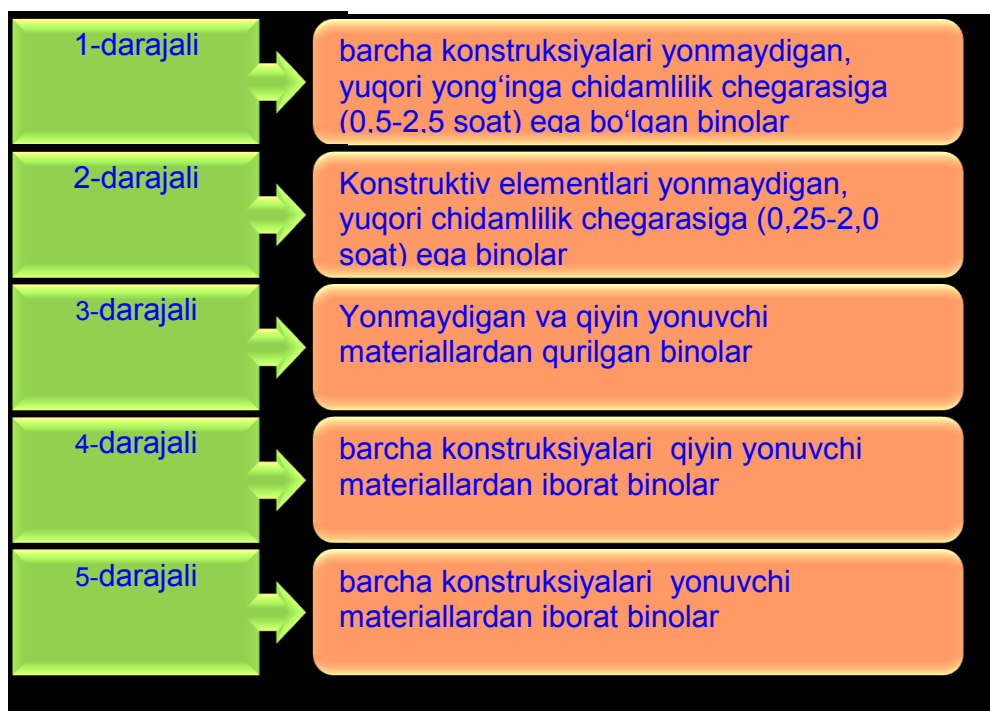 1-darajali
barcha konstruksiyalari yonmaydigan,
yuqori yong‘inga chidamlilik chegarasiga
(0,5-2,5 soat) ega bo‘lgan binolar
2-darajali
Konstruktiv elementlari yonmaydigan,
yuqori chidamlilik chegarasiga (0,25-2,0
soat) ega binolar
3-darajali
Yonmaydigan va qiyin yonuvchi
materiallardan qurilgan binolar
4-darajali
barcha konstruksiyalari qiyin yonuvchi
materiallardan iborat binolar
5-darajali
barcha konstruksiyalari yonuvchi
materiallardan iborat binolar